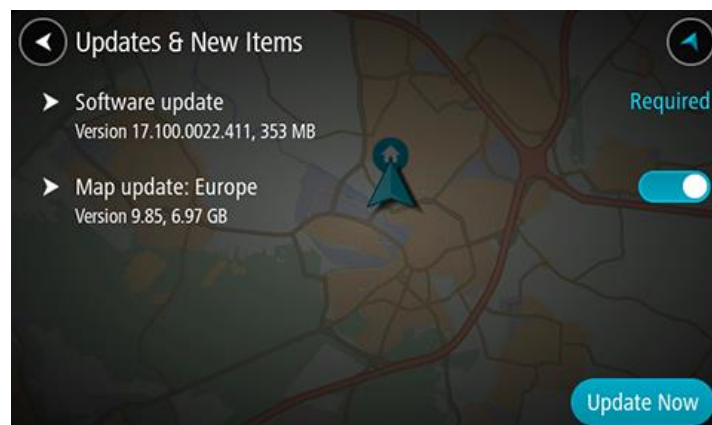 Updates & New Items
Software update
Required
Version 17.100.0022.411, 353 MB
Map update: Europe
Version 9.85, 6.97 GB
Update Now